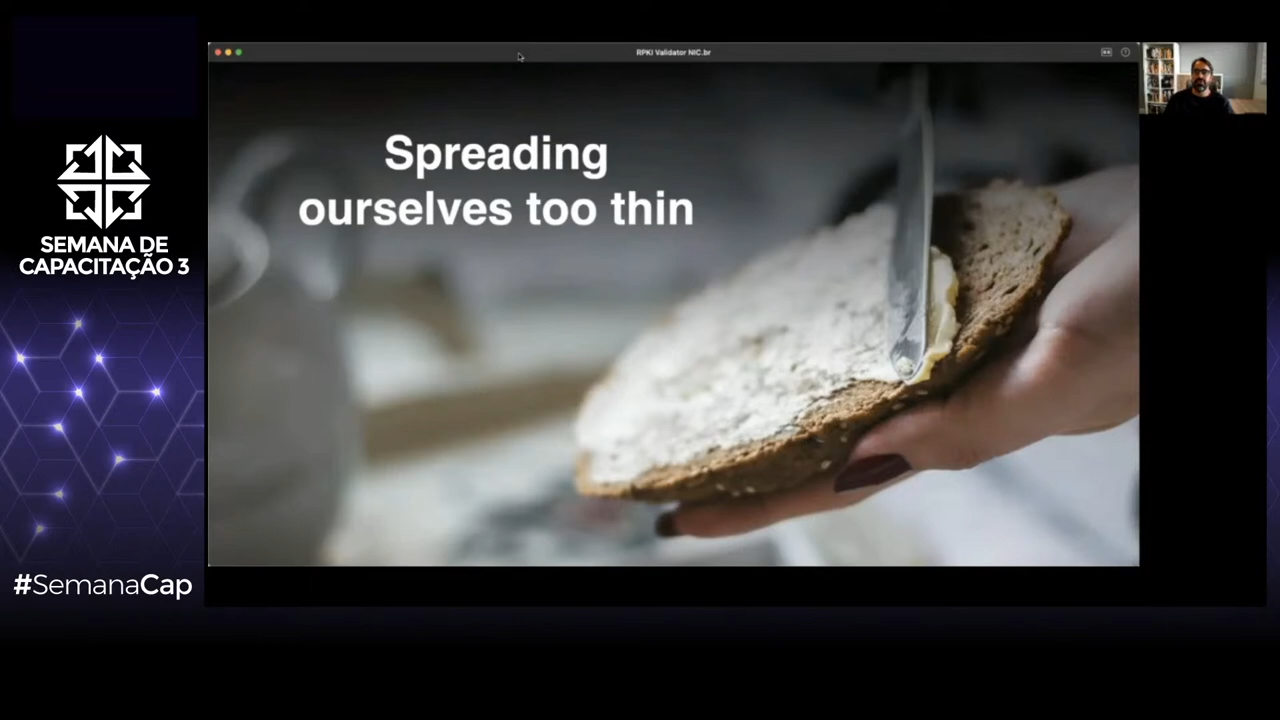 RPKI Validator NIC.br
Spreading
ourselves too thin
SEMANA DE
CAPACITAÇÃO 3
#SemanaCap